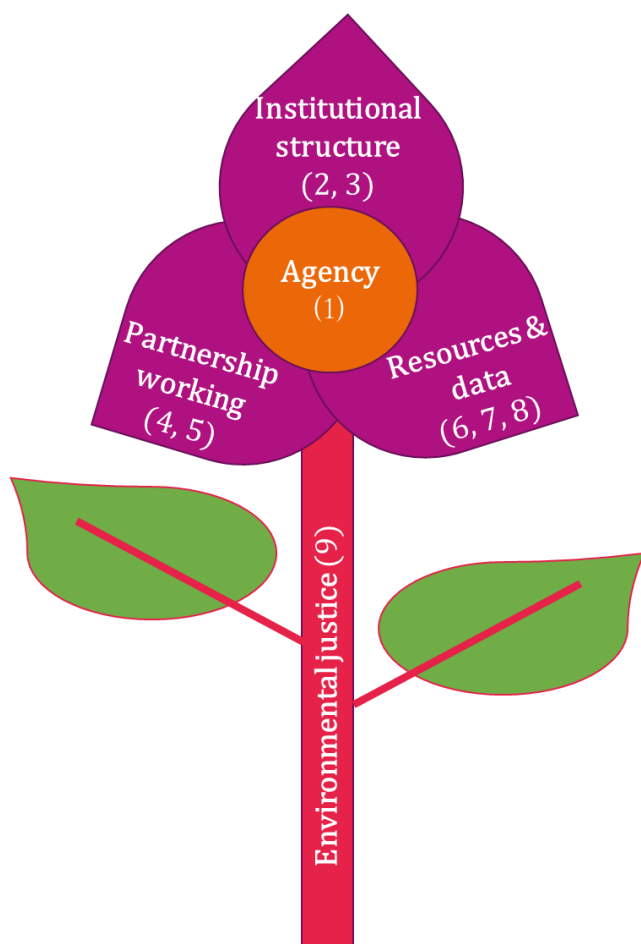 Institutional
structure
(2, 3)
Agency
(1)
Partnership
working
(4, 5)
Resources &
data
(6, 7, 8)
Environmental justice (9)